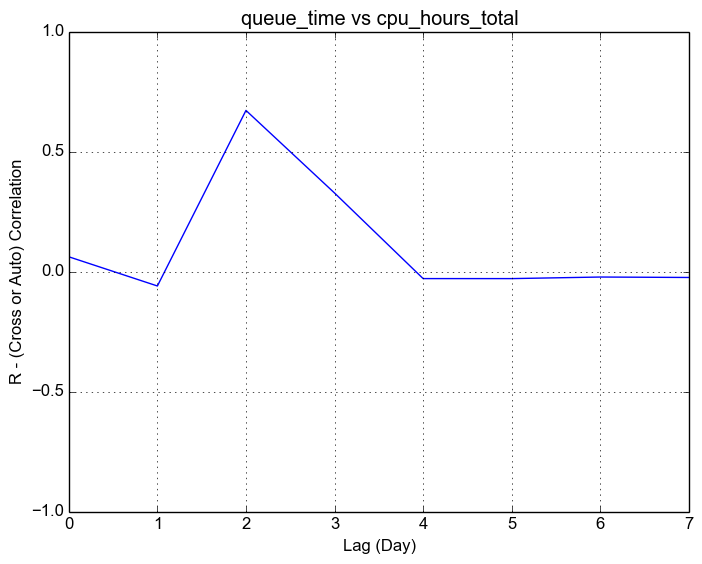 queue_time vs cpu_hours_total
R - (Cross or Auto) Correlation
1.0
0.5
0.0
−0.5
−1.0
0 1 2 3 4 5 6 7
Lag (Day)